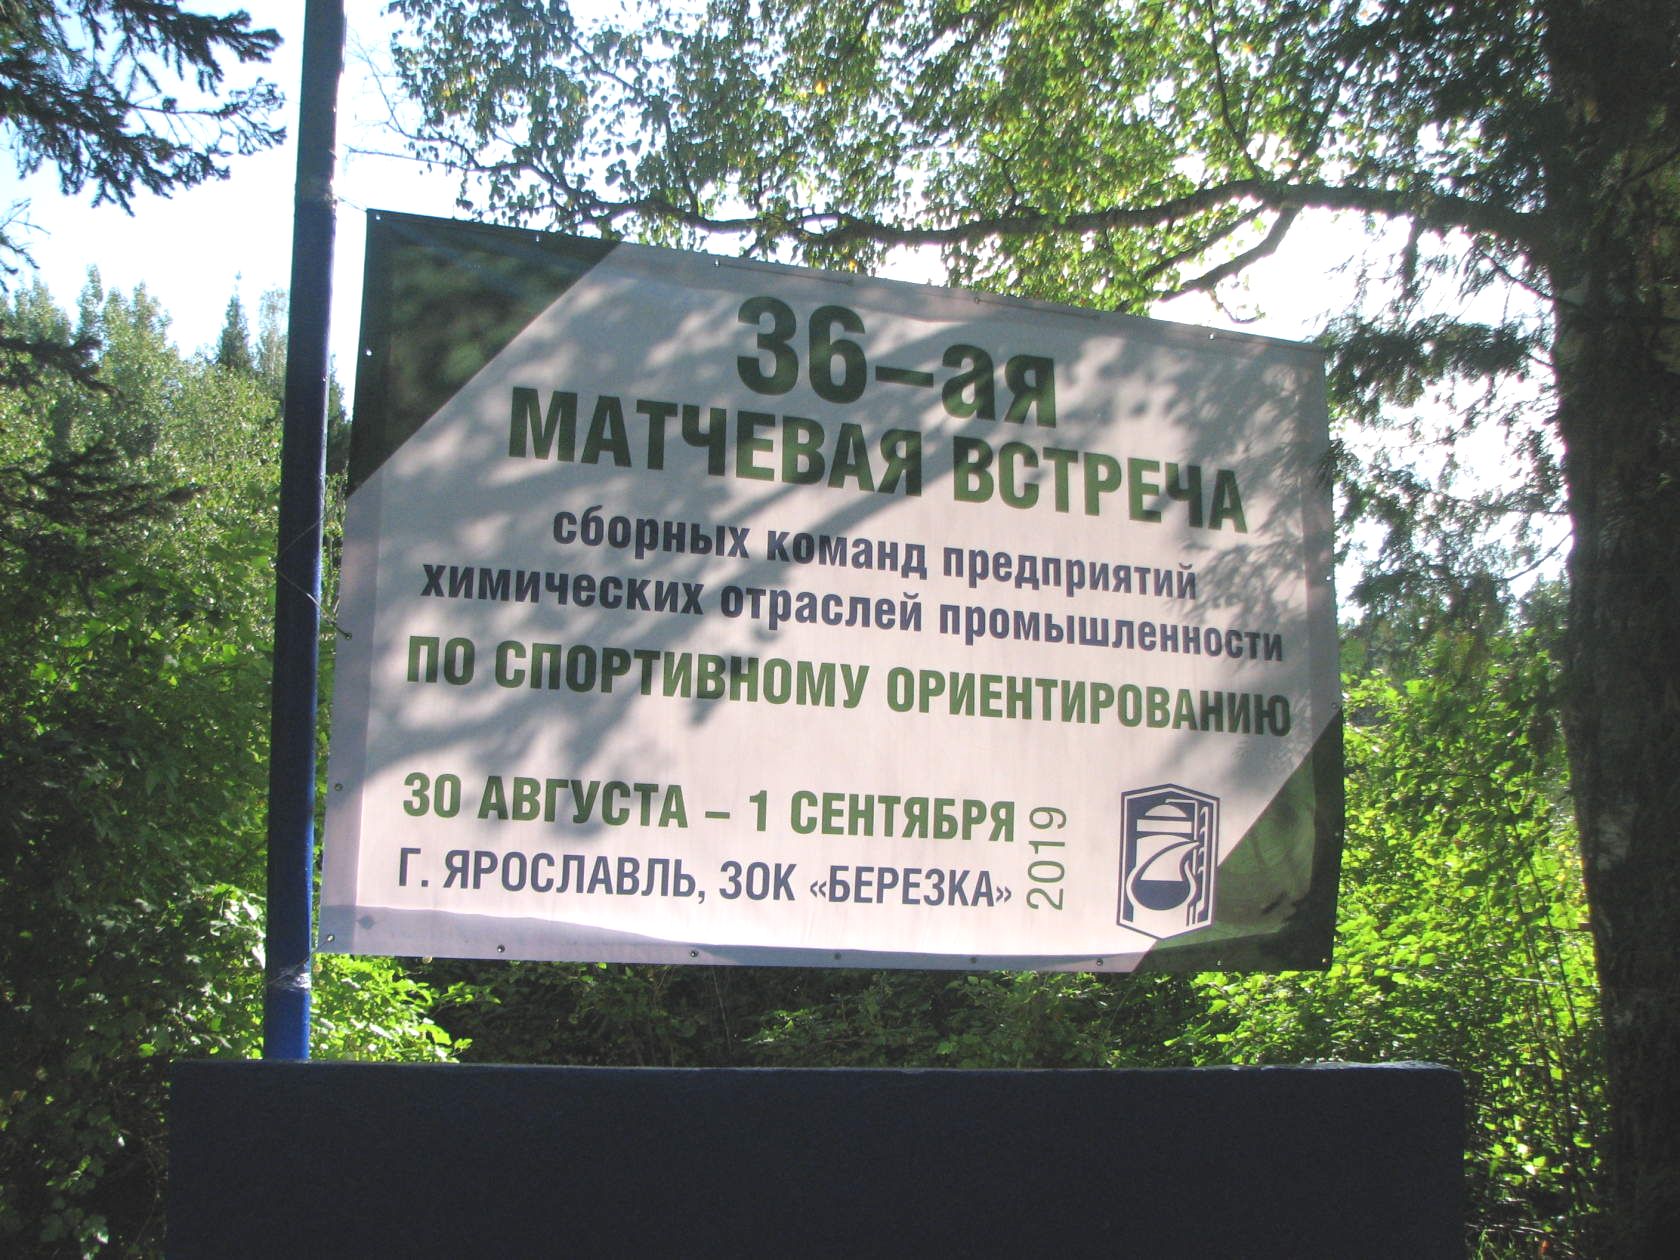 36-ая
МАТЧЕВАЯ ВСТРЕЧА
сборных команд предприятий
химических отраслей промышленности
ПО СПОРТИВНОМУ ОРИЕНТИРОВАНИЮ
30 АВГУСТА – 1 СЕНТЯБРЯ
2019
Г. ЯРОСЛАВЛЬ, ЗОК «БЕРЕЗКА»